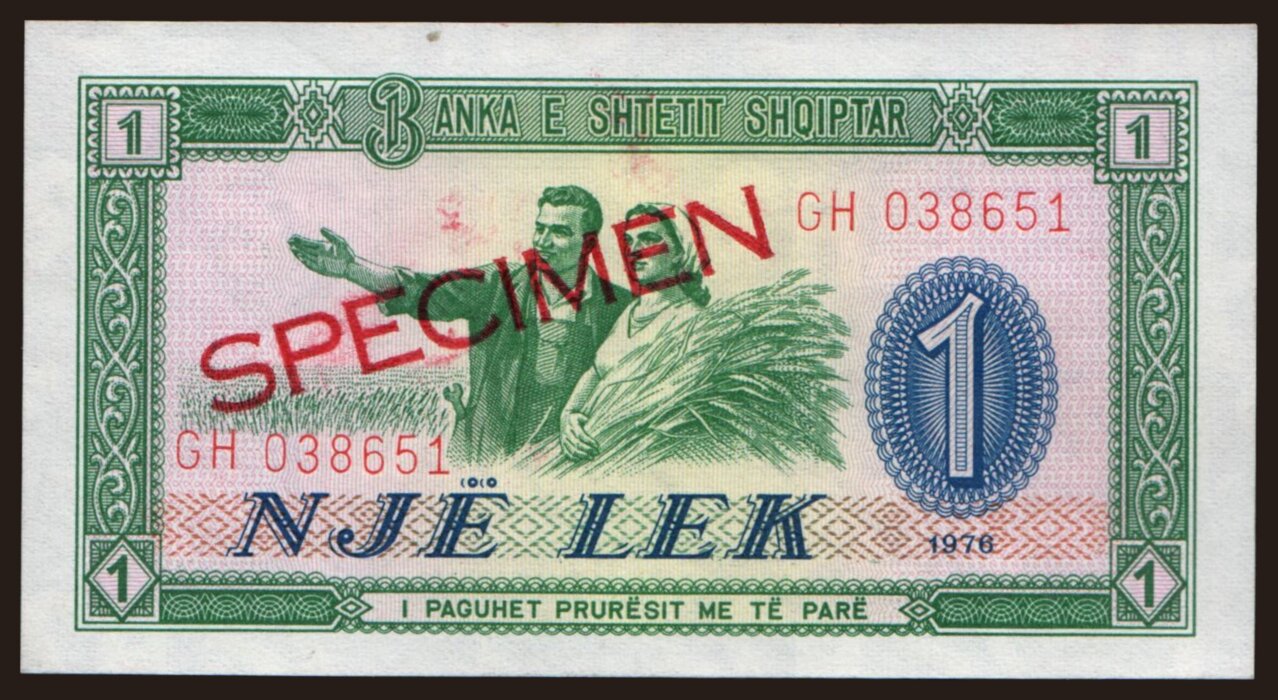 1
BANKA E SHTETIT SHQIPTAR
1
SPECIMEN
GH 038651
1
GH 038651
NJË LEK
1976
1
I PAGUHET PRURËSIT ME TË PARË
1